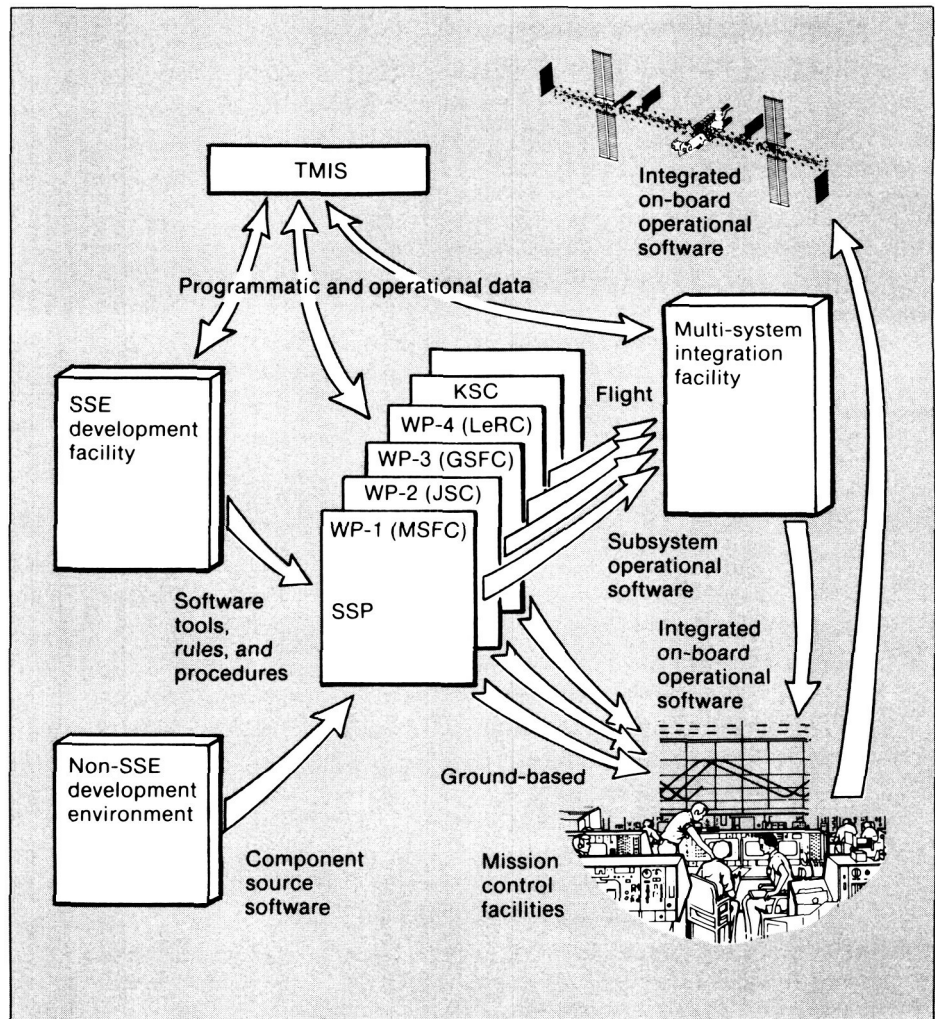 TMIS
Integrated
on-board
operational
software
Programmatic and operational data
Multi-system
integration
facility
SSE
development
facility
KSC
WP-4 (LeRC)
WP-3 (GSFC)
WP-2 (JSC)
WP-1 (MSFC)
SSP
Flight
Subsystem
operational
software
Software
tools,
rules, and
procedures
Integrated
on-board
operational
software
Non-SSE
development
environment
Ground-based
Component
source
software
Mission
control
facilities